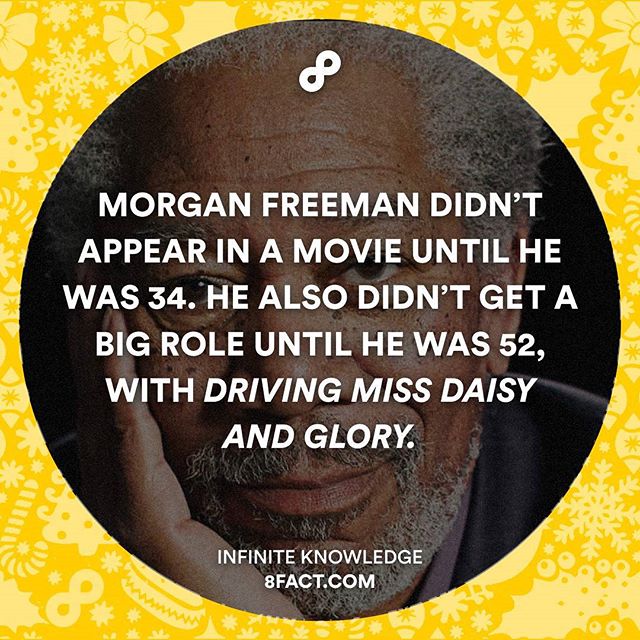 MORGAN FREEMAN DIDN'T
APPEAR IN A MOVIE UNTIL HE
WAS 34. HE ALSO DIDN'T GET A
BIG ROLE UNTIL HE WAS 52,
WITH DRIVING MISS DAISY
AND GLORY.
INFINITE KNOWLEDGE
8FACT.COM